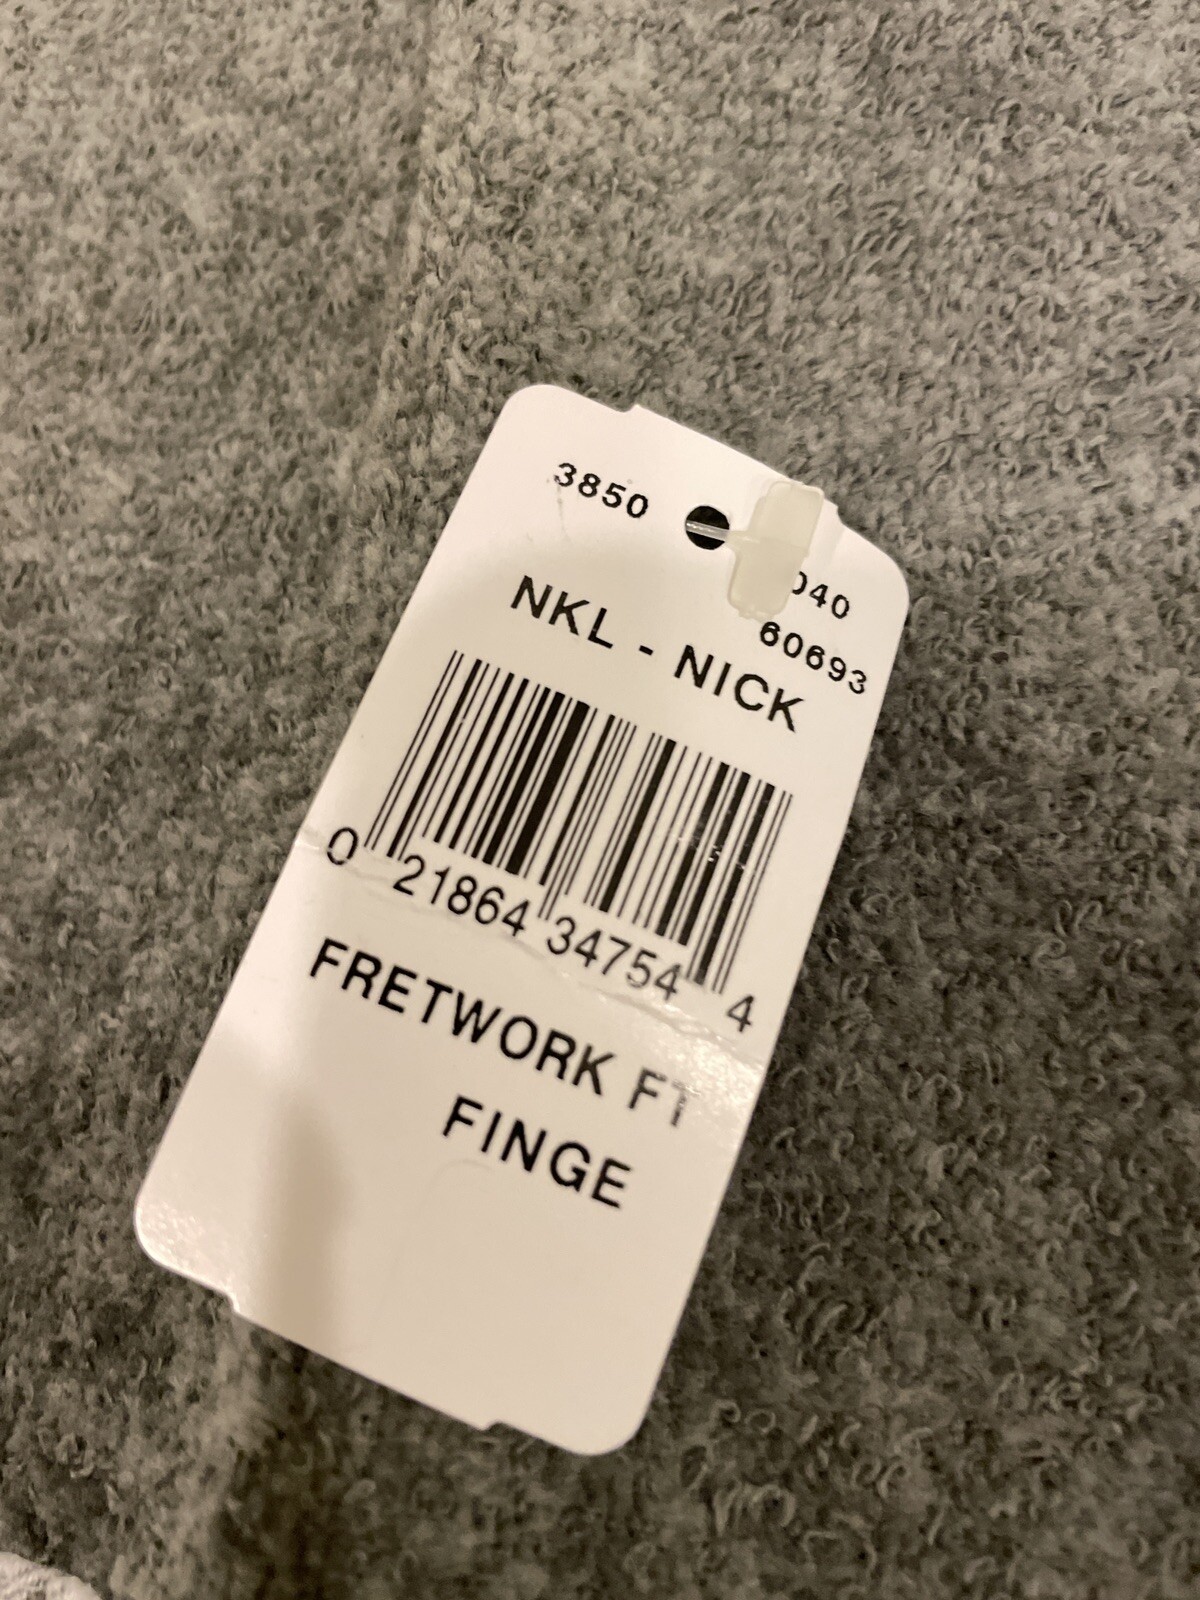 3850
040
60693
NKL - NICK
0 21864 34754 4
FRETWORK FT
FINGE